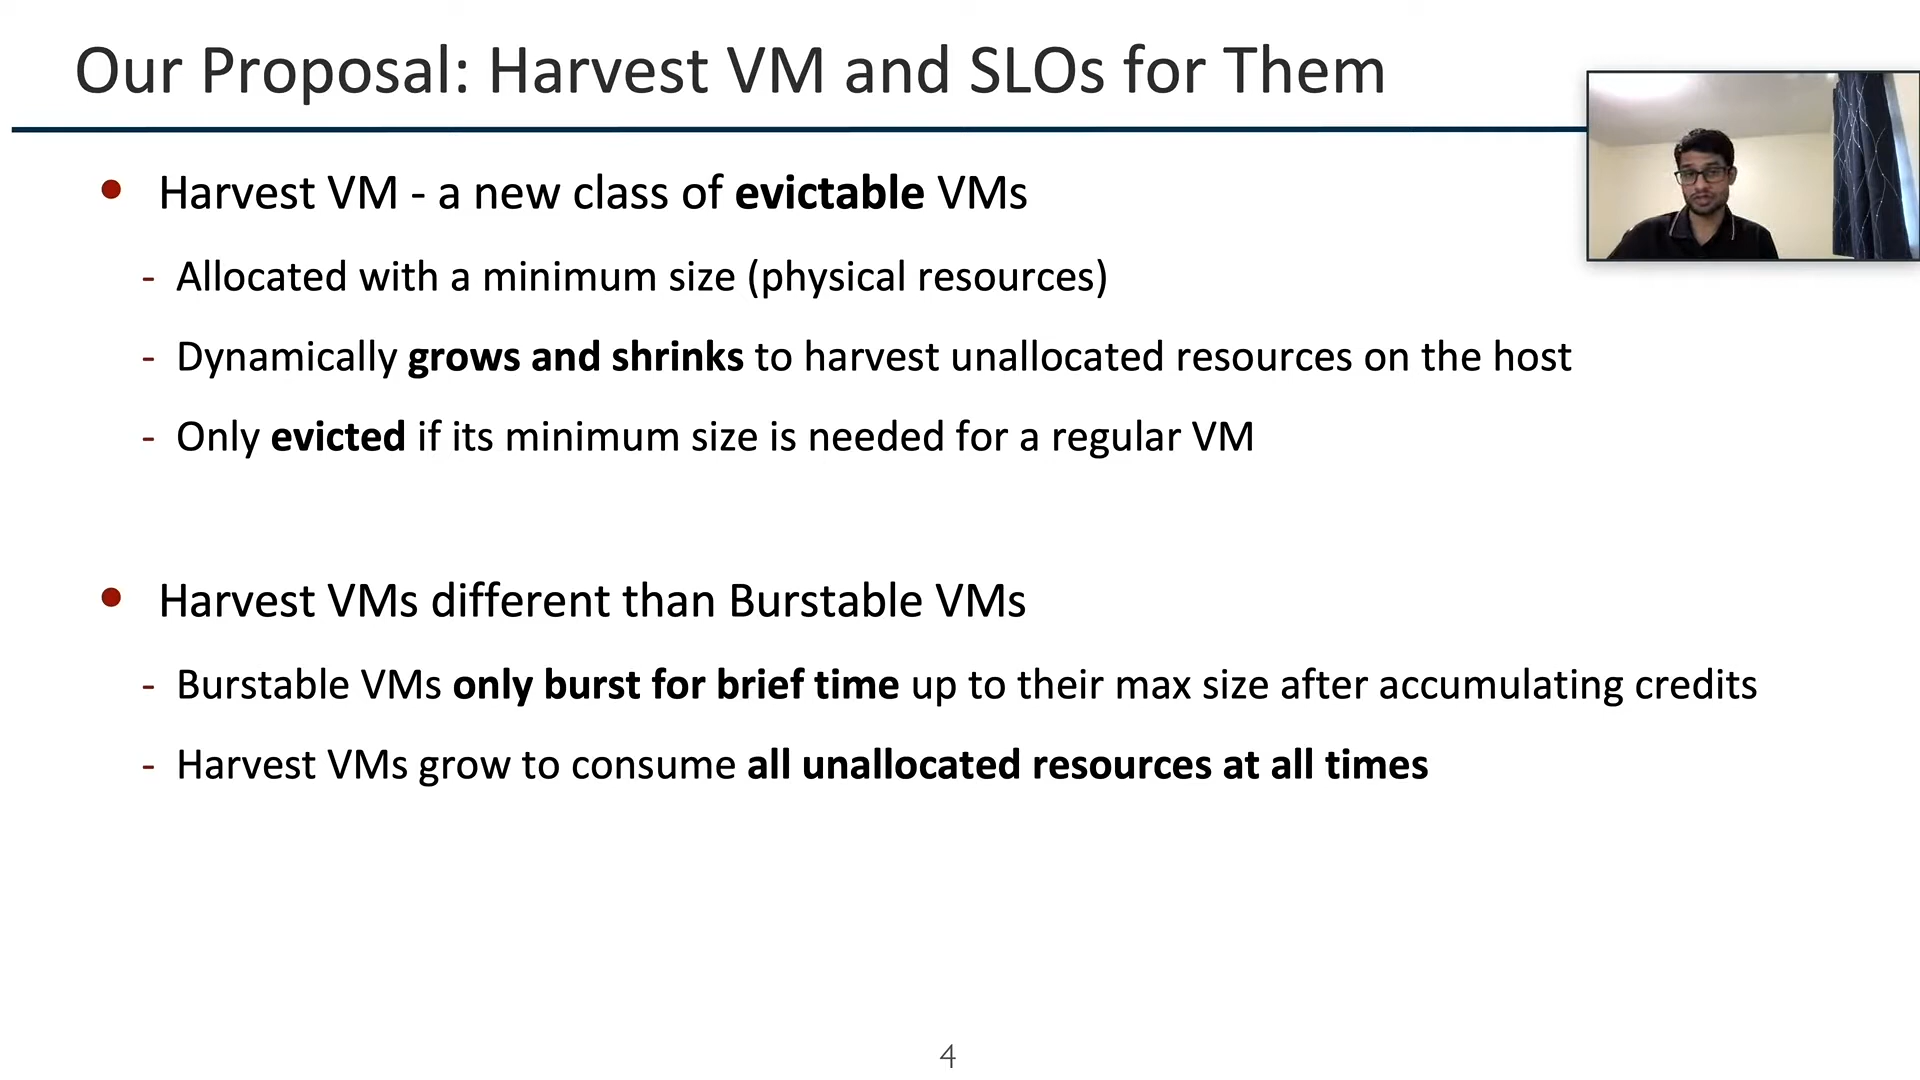 Our Proposal: Harvest VM and SLOs for Them
• Harvest VM - a new class of evictable VMs
- Allocated with a minimum size (physical resources)
- Dynamically grows and shrinks to harvest unallocated resources on the host
- Only evicted if its minimum size is needed for a regular VM
• Harvest VMs different than Burstable VMs
- Burstable VMs only burst for brief time up to their max size after accumulating credits
- Harvest VMs grow to consume all unallocated resources at all times
4